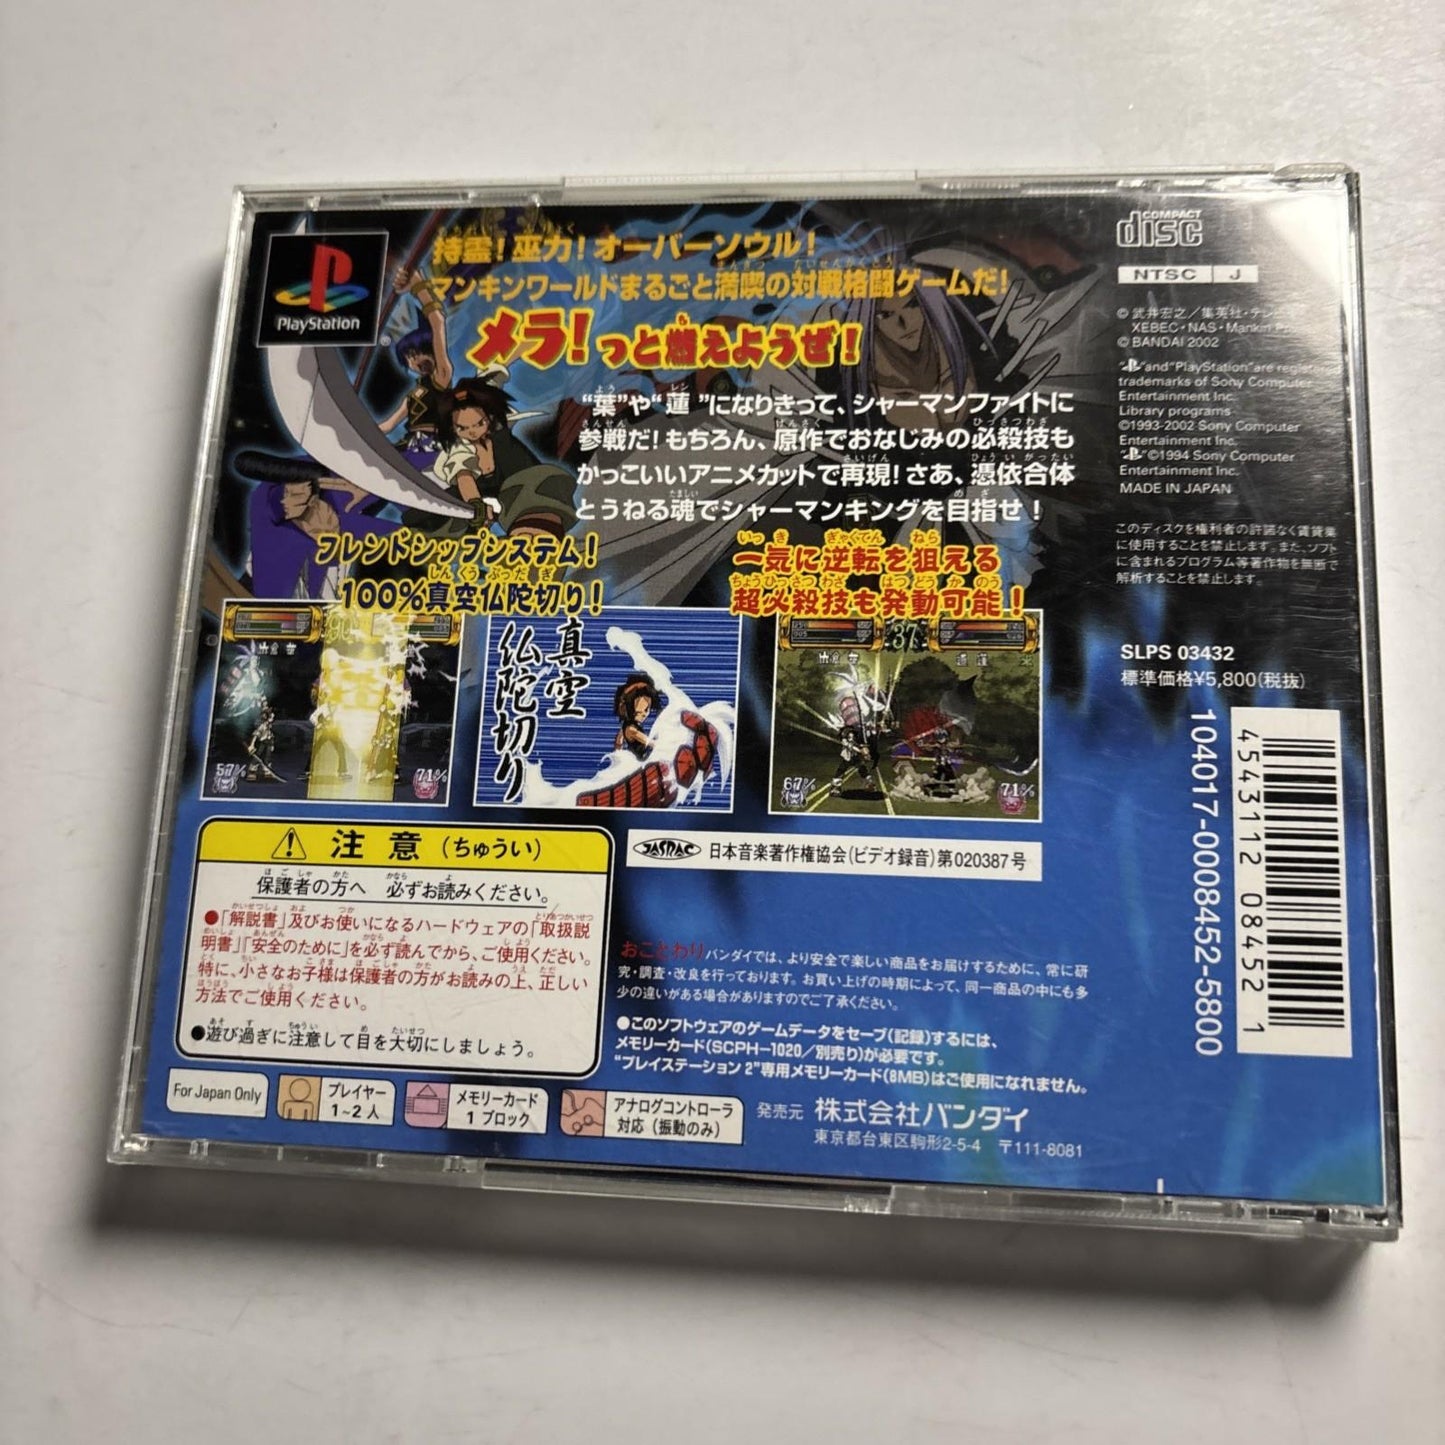 PlayStation
持霊!巫力!オーバーソウル!
マンキンワールドまるごと満喫の対戦格闘ゲームだ!
メラ!っと燃えようぜ!
“葉”や“蓮”になりきって、シャーマンファイトに
参戦だ!もちろん、原作でおなじみの必殺技も
かっこいいアニメカットで再現!さあ、憑依合体
とうねる魂でシャーマンキングを目指せ!
フレンドシップシステム!
100%真空仏陀切り!
一気に逆転を狙える
超必殺技も発動可能!
57%
71%
真空
仏陀切り
37
67%
71%
COMPACT
disc
NTSC J
© 武井宏之/集英社・テレビ
XEBEC・NAS・Mankin
© BANDAI 2002
“ ”and“PlayStation”are registered
trademarks of Sony Computer
Entertainment Inc.
Library programs
©1993-2002 Sony Computer
Entertainment Inc.
“ ”©1994 Sony Computer
Entertainment Inc.
MADE IN JAPAN
このディスクを権利者の許諾なく賃貸業
に使用することを禁止します。また、ソフト
に含まれるプログラム等著作物を無断で
解析することを禁止します。
SLPS 03432
標準価格¥5,800(税抜)
104017-0008452-5800
4543112 08452 1
注意(ちゅうい)
保護者の方へ 必ずお読みください。
●「解説書」及びお使いになるハードウェアの「取扱説
明書」「安全のために」を必ず読んでから、ご使用ください。
特に、小さなお子様は保護者の方がお読みの上、正しい
方法でご使用ください。
●遊び過ぎに注意して目を大切にしましょう。
JASRAC 日本音楽著作権協会(ビデオ録音)第020387号
おことわり バンダイでは、より安全で楽しい商品をお届けするために、常に研
究・調査・改良を行っております。お買い上げの時期によって、同一商品の中にも多
少の違いがある場合がありますのでご了承ください。
●このソフトウェアのゲームデータをセーブ(記録)するには、
メモリーカード(SCPH-1020/別売り)が必要です。
“プレイステーション 2”専用メモリーカード(8MB)はご使用になれません。
For Japan Only
プレイヤー
1~2 人
メモリーカード
1 ブロック
アナログコントローラ
対応(振動のみ)
発売元 株式会社バンダイ
東京都台東区駒形2-5-4 〒111-8081